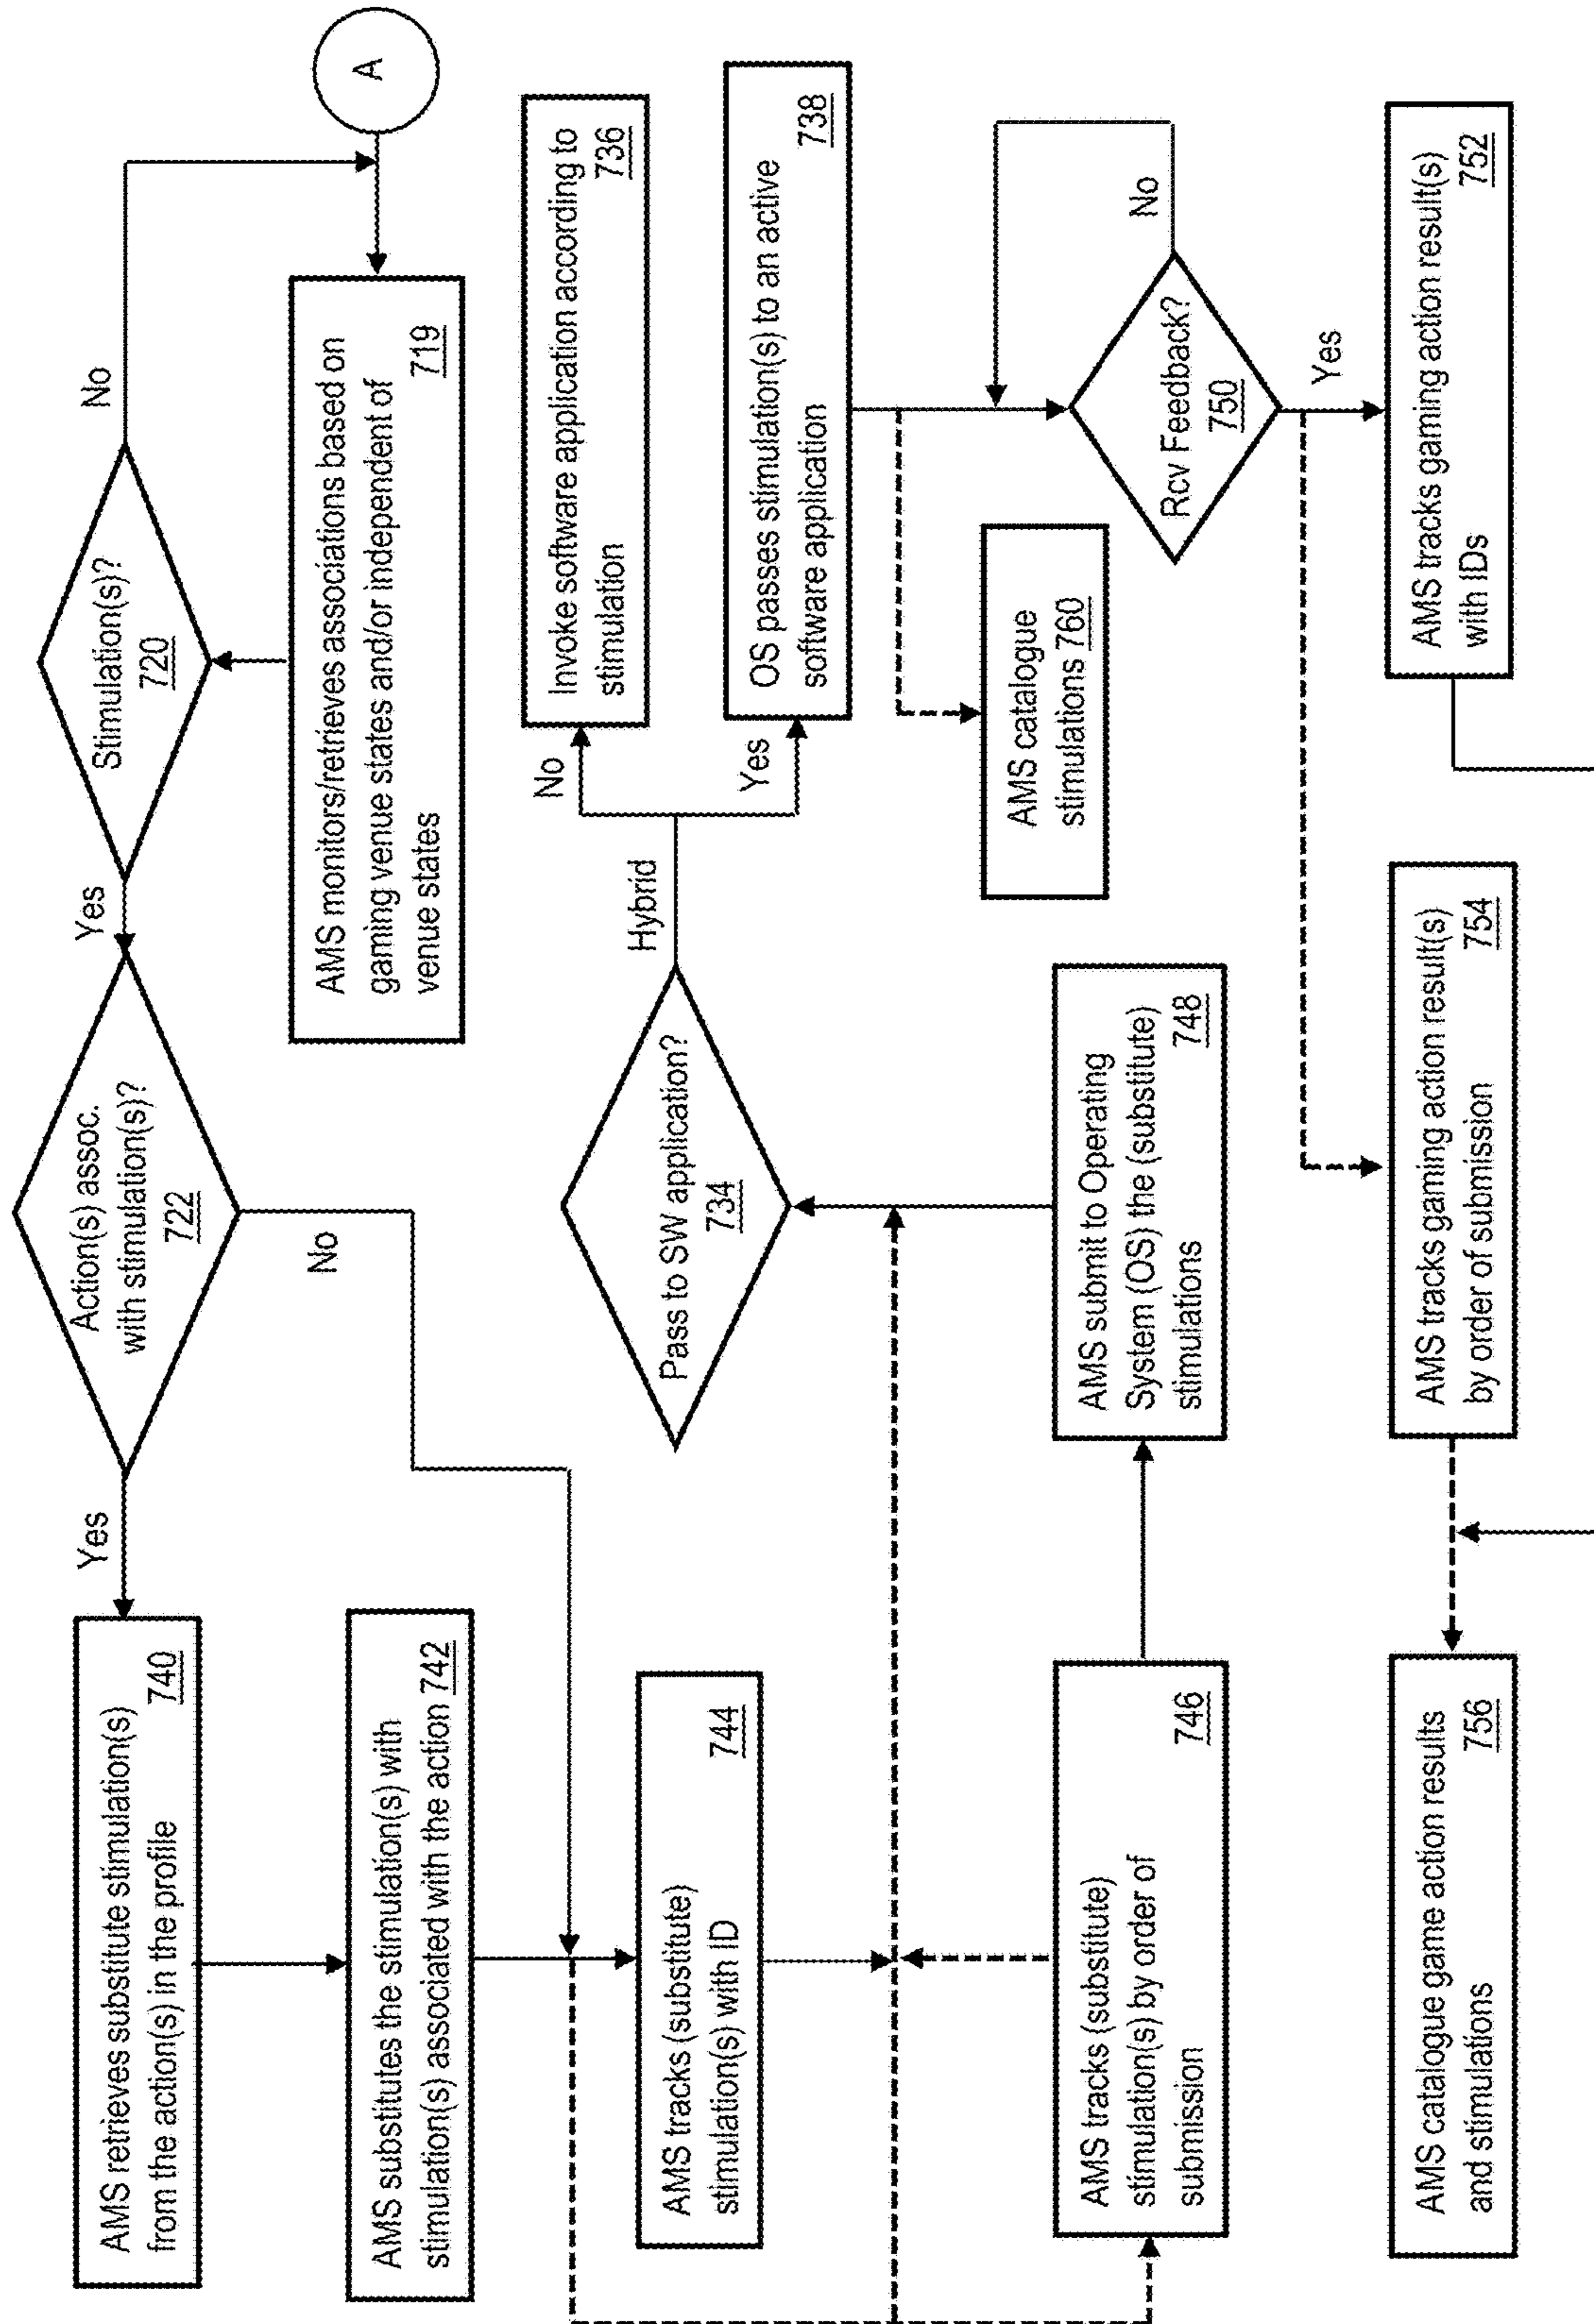 A
AMS monitors/retrieves associations based on
gaming venue states and/or independent of
venue states
719
No
Stimulation(s)?
720
Yes
Action(s) assoc.
with stimulation(s)?
722
No
Yes
AMS retrieves substitute stimulation(s)
from the action(s) in the profile
740
AMS substitutes the stimulation(s) with
stimulation(s) associated with the action 742
AMS tracks (substitute)
stimulation(s) with ID
744
AMS tracks (substitute)
stimulation(s) by order of
submission
746
AMS submit to Operating
System (OS) the (substitute)
stimulations
748
Pass to SW application?
734
Hybrid
No
Yes
Invoke software application according to
stimulation
736
OS passes stimulation(s) to an active
software application
738
AMS catalogue
stimulations 760
Rcv Feedback?
750
No
Yes
AMS tracks gaming action result(s)
with IDs
752
AMS tracks gaming action result(s)
by order of submission
754
AMS catalogue game action results
and stimulations
756